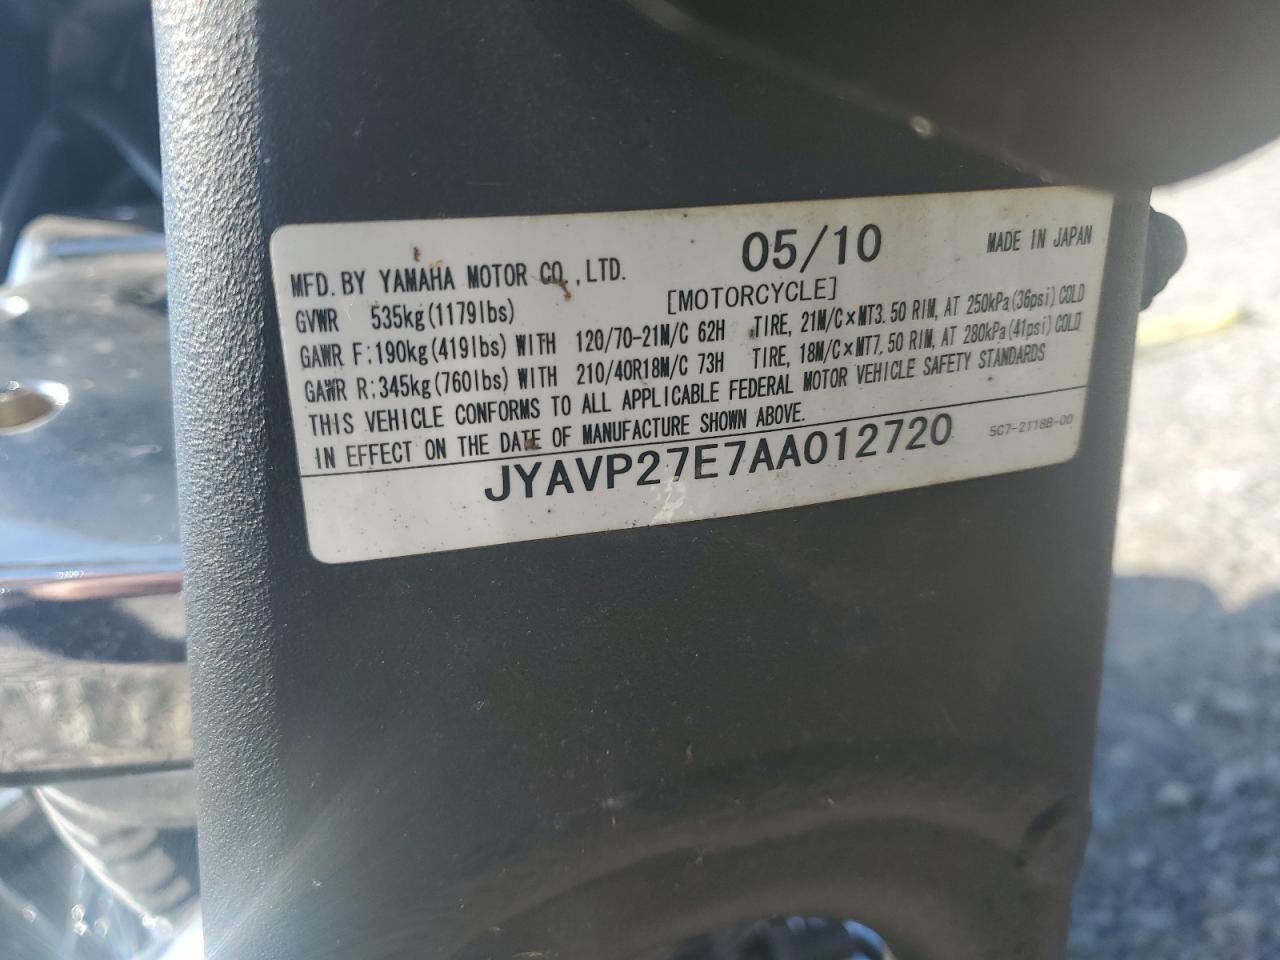 MFD. BY YAMAHA MOTOR CO., LTD. 05/10 MADE IN JAPAN
GVWR 535kg(1179lbs) [MOTORCYCLE]
GAWR F:190kg(419lbs) WITH 120/70-21M/C 62H TIRE, 21M/C×MT3.50 RIM, AT 250kPa(36psi) COLD
GAWR R:345kg(760lbs) WITH 210/40R18M/C 73H TIRE, 18M/C×MT7.50 RIM, AT 280kPa(41psi) COLD
THIS VEHICLE CONFORMS TO ALL APPLICABLE FEDERAL MOTOR VEHICLE SAFETY STANDARDS
IN EFFECT ON THE DATE OF MANUFACTURE SHOWN ABOVE.
JYAVP27E7AA012720 5C7-2118B-00